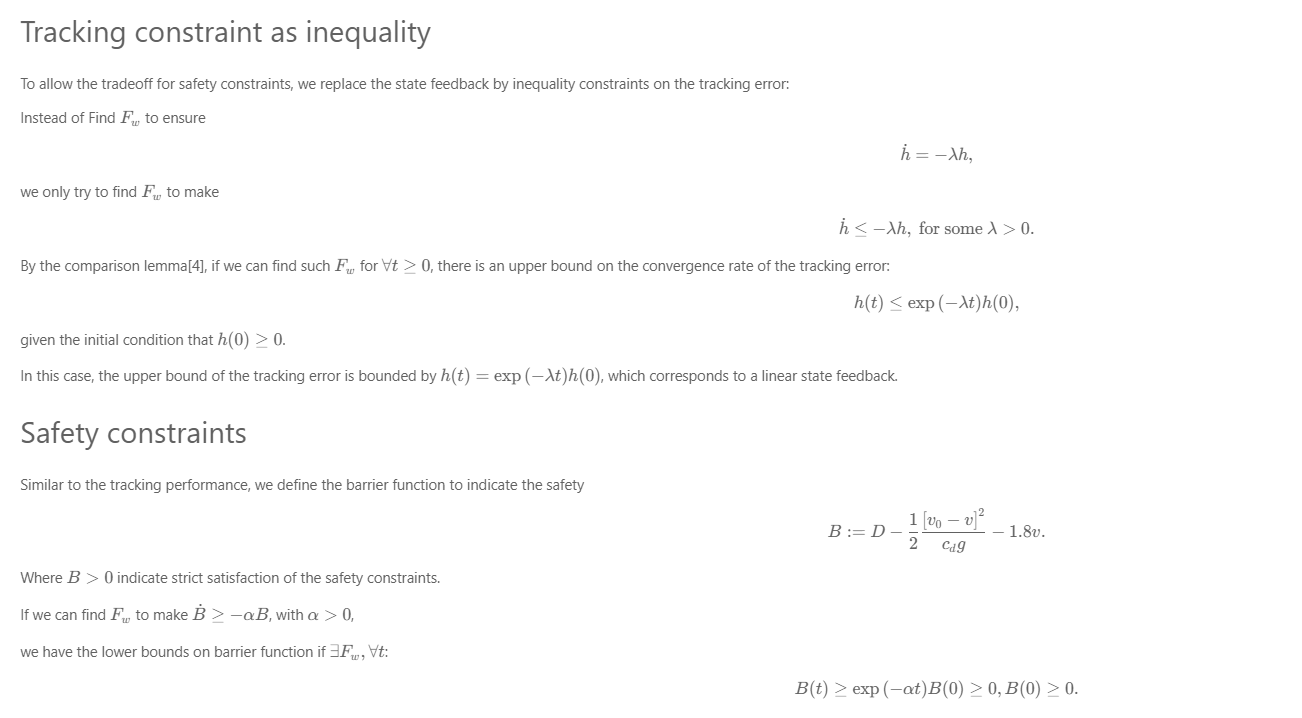 Tracking constraint as inequality
To allow the tradeoff for safety constraints, we replace the state feedback by inequality constraints on the tracking error:
Instead of Find $F_w$ to ensure
$\dot{h} = -\lambda h,$
we only try to find $F_w$ to make
$\dot{h} \leq -\lambda h, \text{ for some } \lambda > 0.$
By the comparison lemma[4], if we can find such $F_w$ for $\forall t \geq 0$, there is an upper bound on the convergence rate of the tracking error:
$h(t) \leq \exp(-\lambda t)h(0),$
given the initial condition that $h(0) \geq 0$.
In this case, the upper bound of the tracking error is bounded by $h(t) = \exp(-\lambda t)h(0)$, which corresponds to a linear state feedback.
Safety constraints
Similar to the tracking performance, we define the barrier function to indicate the safety
$B := D - \frac{1}{2}\frac{[v_0 - v]^2}{c_d g} - 1.8v.$
Where $B > 0$ indicate strict satisfaction of the safety constraints.
If we can find $F_w$ to make $\dot{B} \geq -\alpha B$, with $\alpha > 0$,
we have the lower bounds on barrier function if $\exists F_w, \forall t$:
$B(t) \geq \exp(-\alpha t)B(0) \geq 0, B(0) \geq 0.$